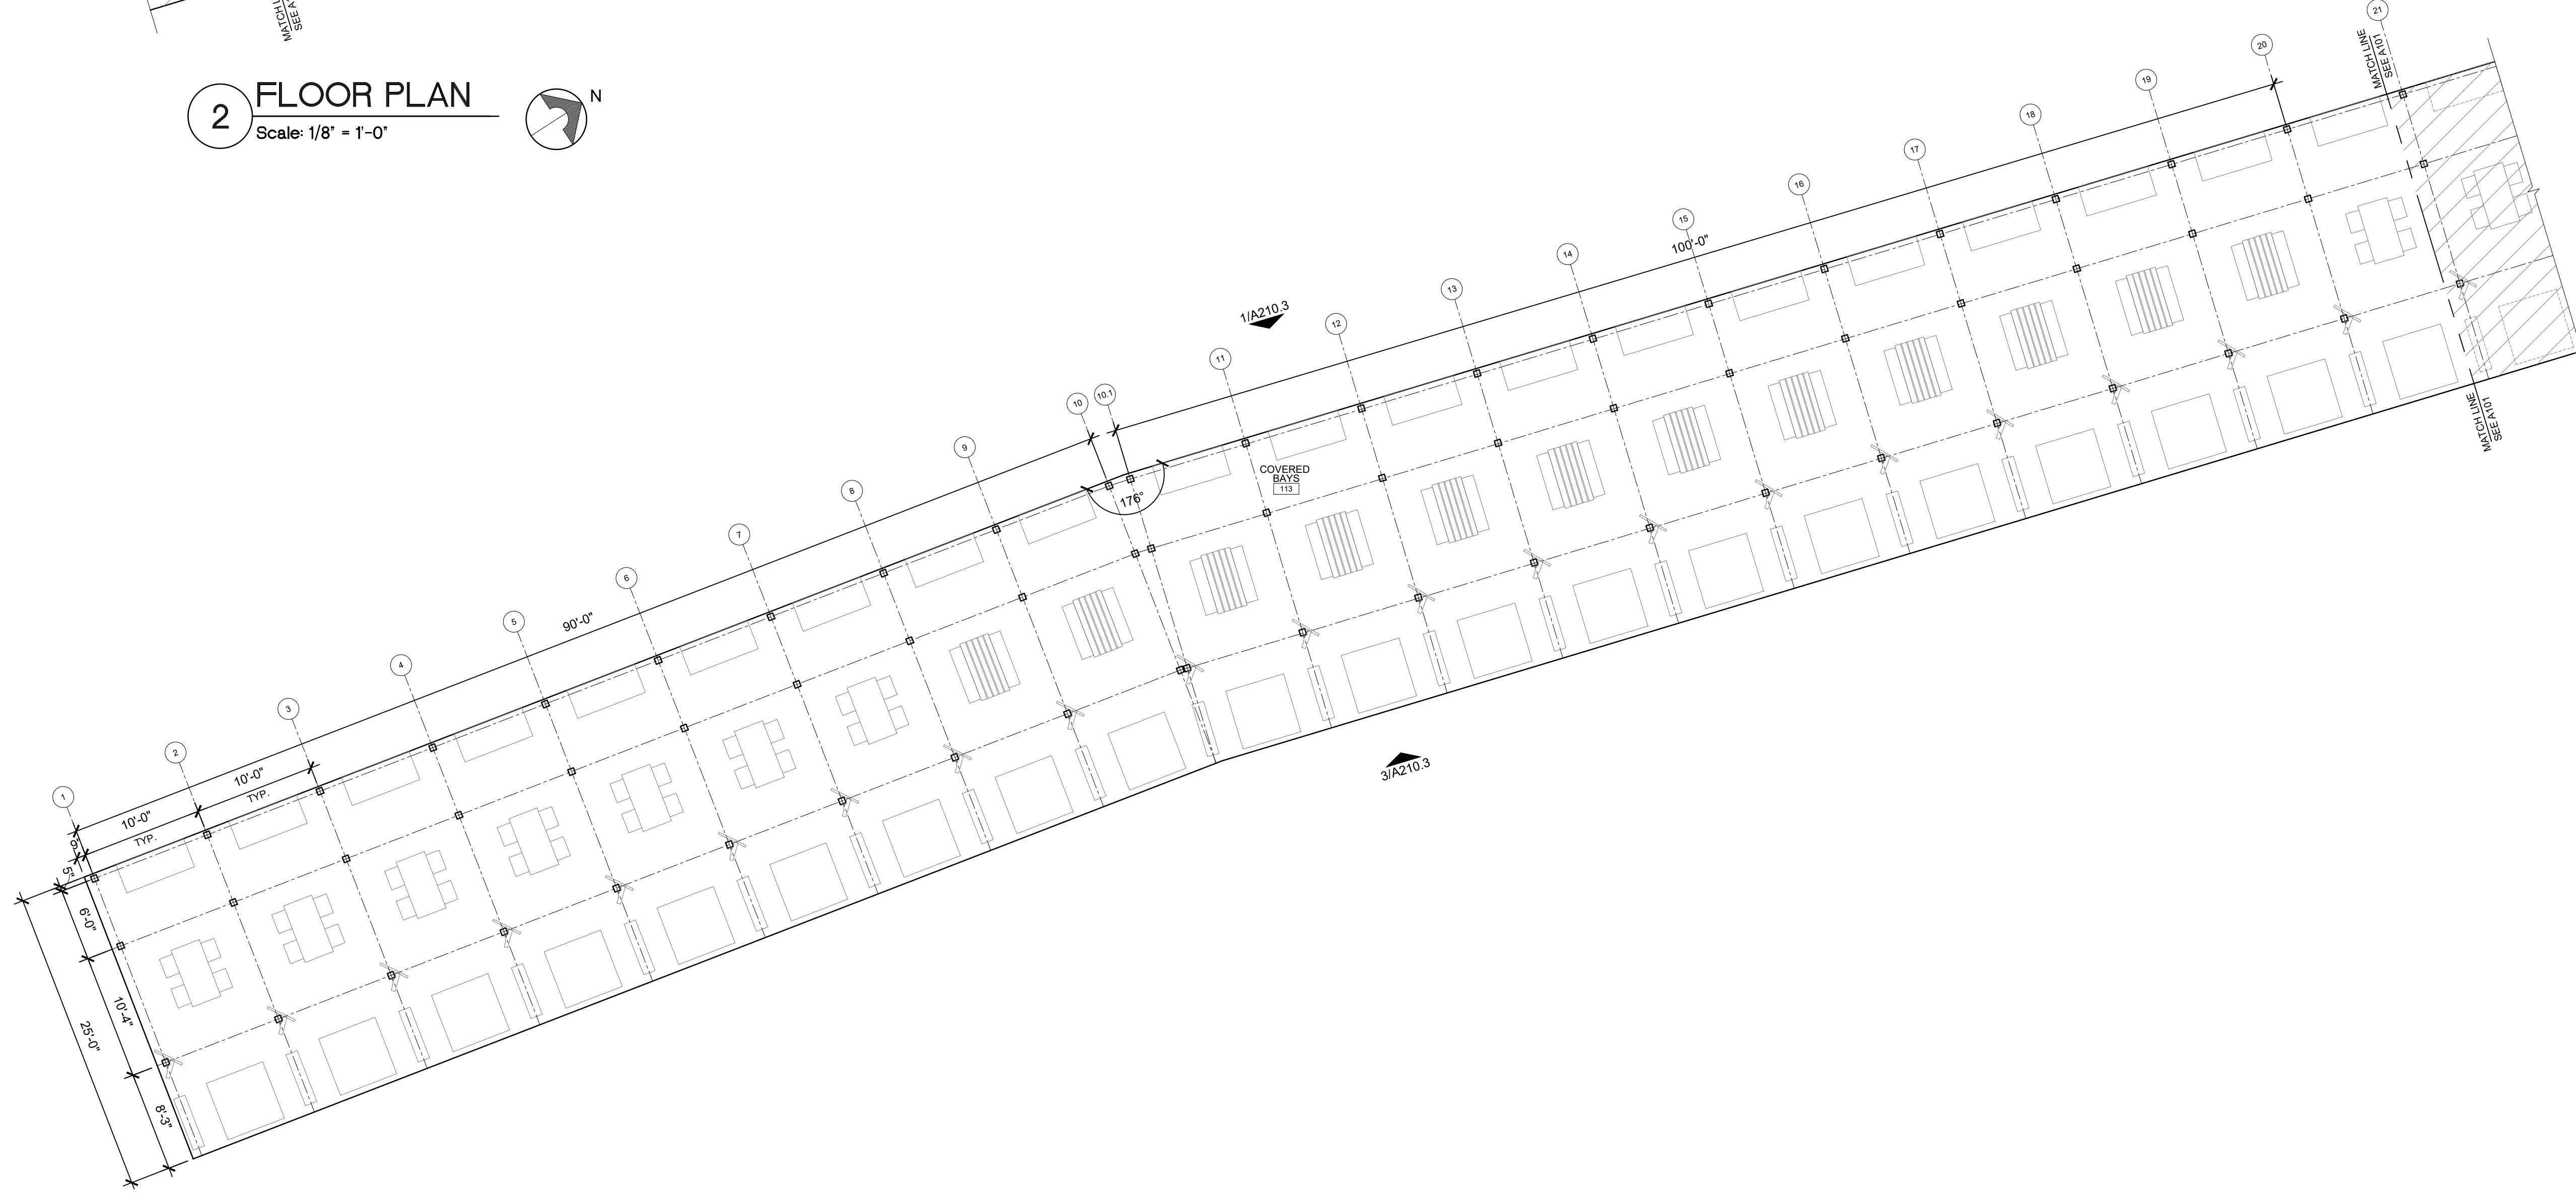 MATCH L
SEE A
2
FLOOR PLAN
Scale: 1/8" = 1'-0"
N
21
MATCH LINE
SEE A101
20
19
18
17
16
15
14
13
12
11
10.1
10
9
8
7
6
5
4
3
2
1
100'-0"
1/A210.3
176°
COVERED
BAYS
113
90'-0"
10'-0"
TYP.
10'-0"
TYP.
5"
6'-0"
10'-4"
8'-3"
25'-0"
3/A210.3
MATCH LINE
SEE A101